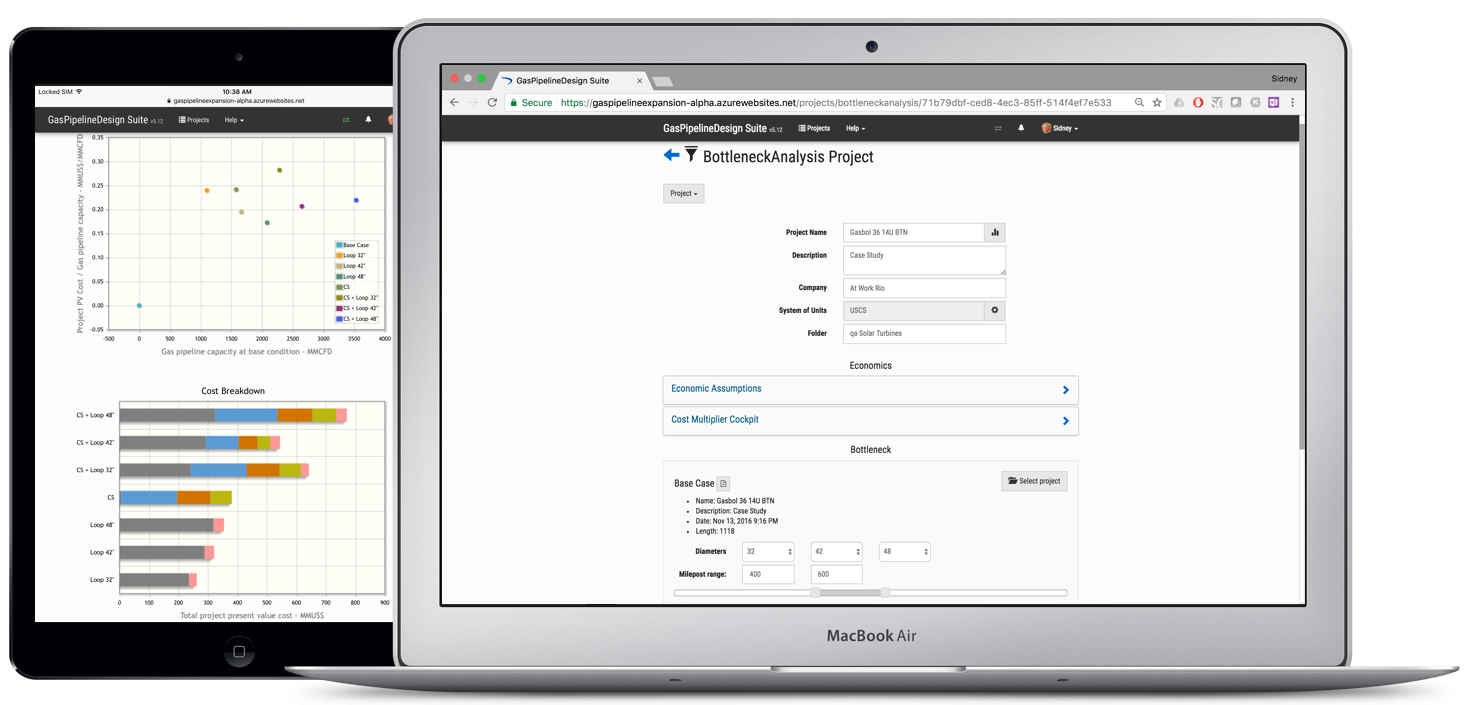 Locked SIM
10:38 AM
gaspipelineexpansion-alpha.azurewebsites.net
GasPipelineDesign Suite v5.12 Projects Help
Project PV Cost / Gas pipeline capacity - MMUS$/MMCFD
0.35
0.30
0.25
0.20
0.15
0.10
0.05
0.00
-0.05
Base Case
Loop 32"
Loop 42"
Loop 48"
CS
CS + Loop 32"
CS + Loop 42"
CS + Loop 48"
-500 0 500 1000 1500 2000 2500 3000 3500 4000
Gas pipeline capacity at base condition - MMCFD
Cost Breakdown
CS + Loop 48"
CS + Loop 42"
CS + Loop 32"
CS
Loop 48"
Loop 42"
Loop 32"
0 100 200 300 400 500 600 700 800 900
Total project present value cost - MMUS$
GasPipelineDesign Suite ×
Sidney
Secure https://gaspipelineexpansion-alpha.azurewebsites.net/projects/bottleneckanalysis/71b79dbf-ced8-4ec3-85ff-514f4ef7e533
GasPipelineDesign Suite v5.12 Projects Help Sidney
BottleneckAnalysis Project
Project
Project Name Gasbol 36 14U BTN
Description Case Study
Company At Work Rio
System of Units USCS
Folder qa Solar Turbines
Economics
Economic Assumptions
Cost Multiplier Cockpit
Bottleneck
Base Case Select project
• Name: Gasbol 36 14U BTN
• Description: Case Study
• Date: Nov 13, 2016 9:16 PM
• Length: 1118
Diameters 32 42 48
Milepost range: 400 600
MacBook Air